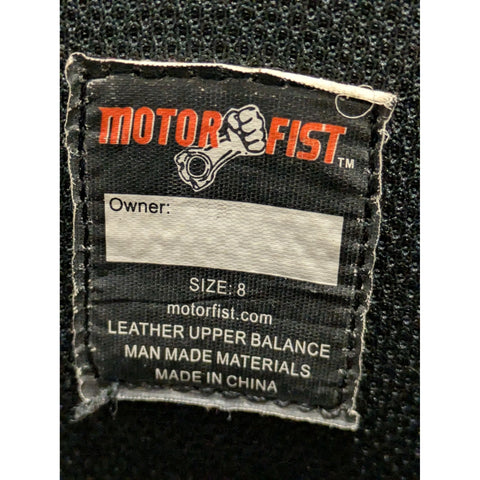 MOTOR FIST™
Owner:
SIZE: 8
motorfist.com
LEATHER UPPER BALANCE
MAN MADE MATERIALS
MADE IN CHINA